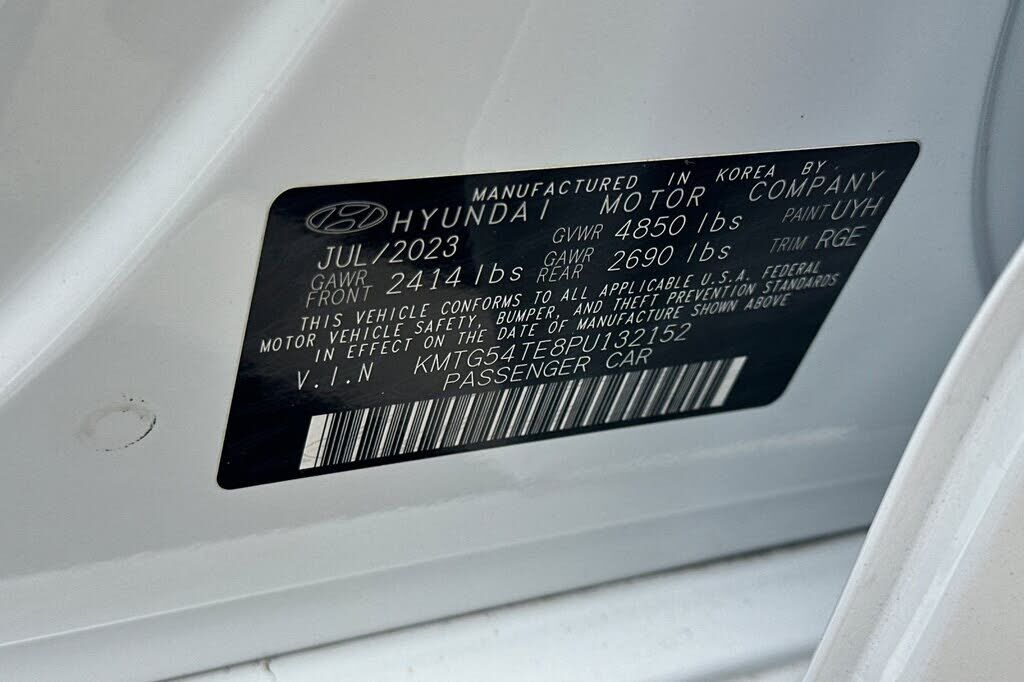 MANUFACTURED IN KOREA BY
HYUNDAI MOTOR COMPANY
JUL/2023 GVWR 4850 lbs PAINT UYH
GAWR FRONT 2414 lbs GAWR REAR 2690 lbs TRIM RGE
THIS VEHICLE CONFORMS TO ALL APPLICABLE U.S.A. FEDERAL
MOTOR VEHICLE SAFETY, BUMPER, AND THEFT PREVENTION STANDARDS
IN EFFECT ON THE DATE OF MANUFACTURE SHOWN ABOVE
V.I.N KMTG54TE8PU132152
PASSENGER CAR